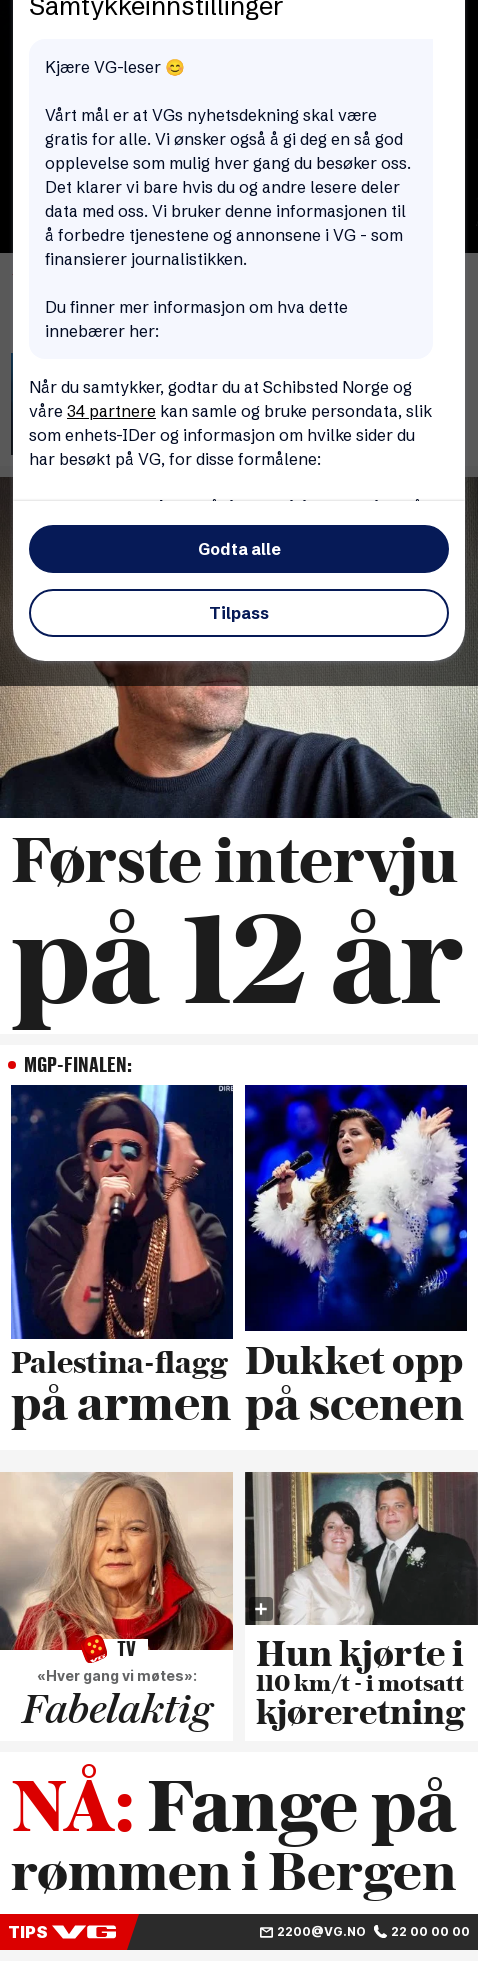 Samtykkeinnstillinger
Kjære VG-leser 😊
Vårt mål er at VGs nyhetsdekning skal være
gratis for alle. Vi ønsker også å gi deg en så god
opplevelse som mulig hver gang du besøker oss.
Det klarer vi bare hvis du og andre lesere deler
data med oss. Vi bruker denne informasjonen til
å forbedre tjenestene og annonsene i VG - som
finansierer journalistikken.
Du finner mer informasjon om hva dette
innebærer her:
Når du samtykker, godtar du at Schibsted Norge og
våre 34 partnere kan samle og bruke persondata, slik
som enhets-IDer og informasjon om hvilke sider du
har besøkt på VG, for disse formålene:
Godta alle
Tilpass
Første intervju
på 12 år
MGP-FINALEN:
Palestina-flagg
på armen
Dukket opp
på scenen
TV
«Hver gang vi møtes»:
Fabelaktig
Hun kjørte i
110 km/t - i motsatt
kjøreretning
NÅ: Fange på
rømmen i Bergen
TIPS VG 2200@VG.NO 22 00 00 00